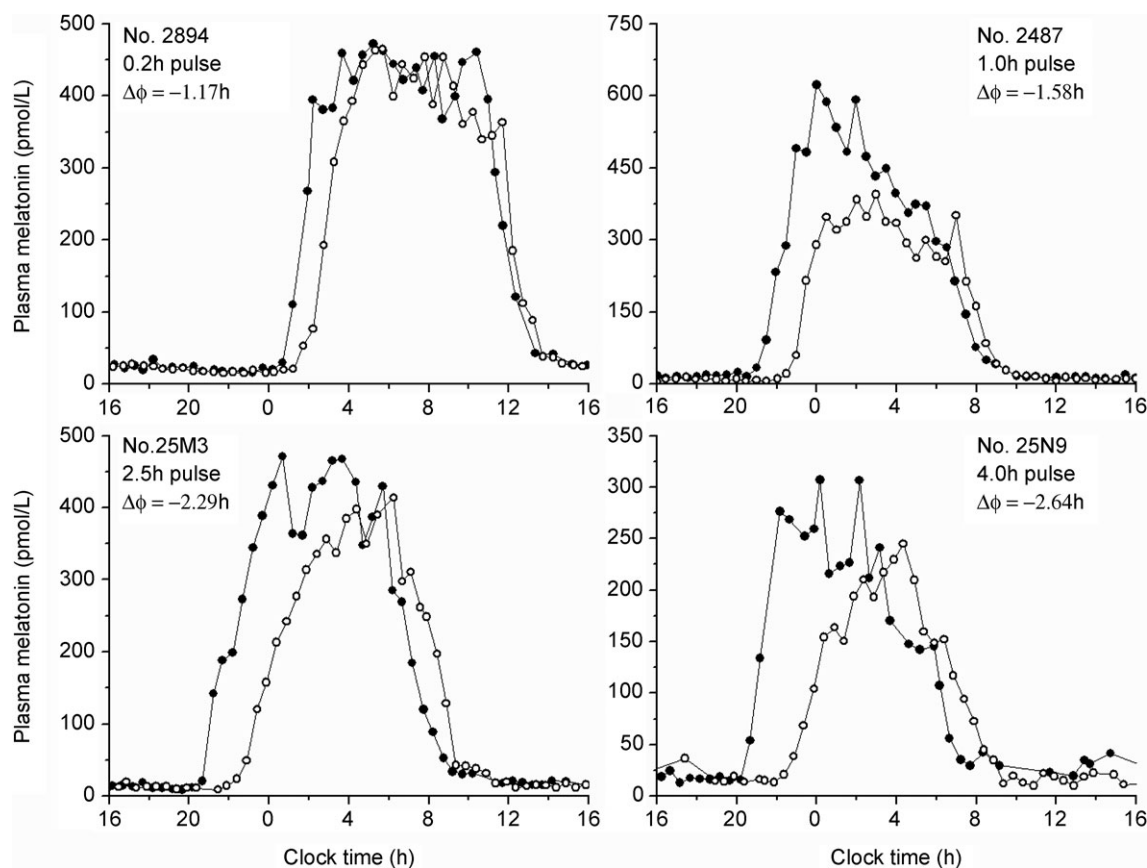 500
400
300
200
100
0
16 20 0 4 8 12 16
Plasma melatonin (pmol/L)
No. 2894
0.2h pulse
Δϕ = −1.17h
750
600
450
300
150
0
16 20 0 4 8 12 16
No. 2487
1.0h pulse
Δϕ = −1.58h
500
400
300
200
100
0
16 20 0 4 8 12 16
Plasma melatonin (pmol/L)
Clock time (h)
No.25M3
2.5h pulse
Δϕ = −2.29h
350
300
250
200
150
100
50
0
16 20 0 4 8 12 16
Clock time (h)
No. 25N9
4.0h pulse
Δϕ = −2.64h